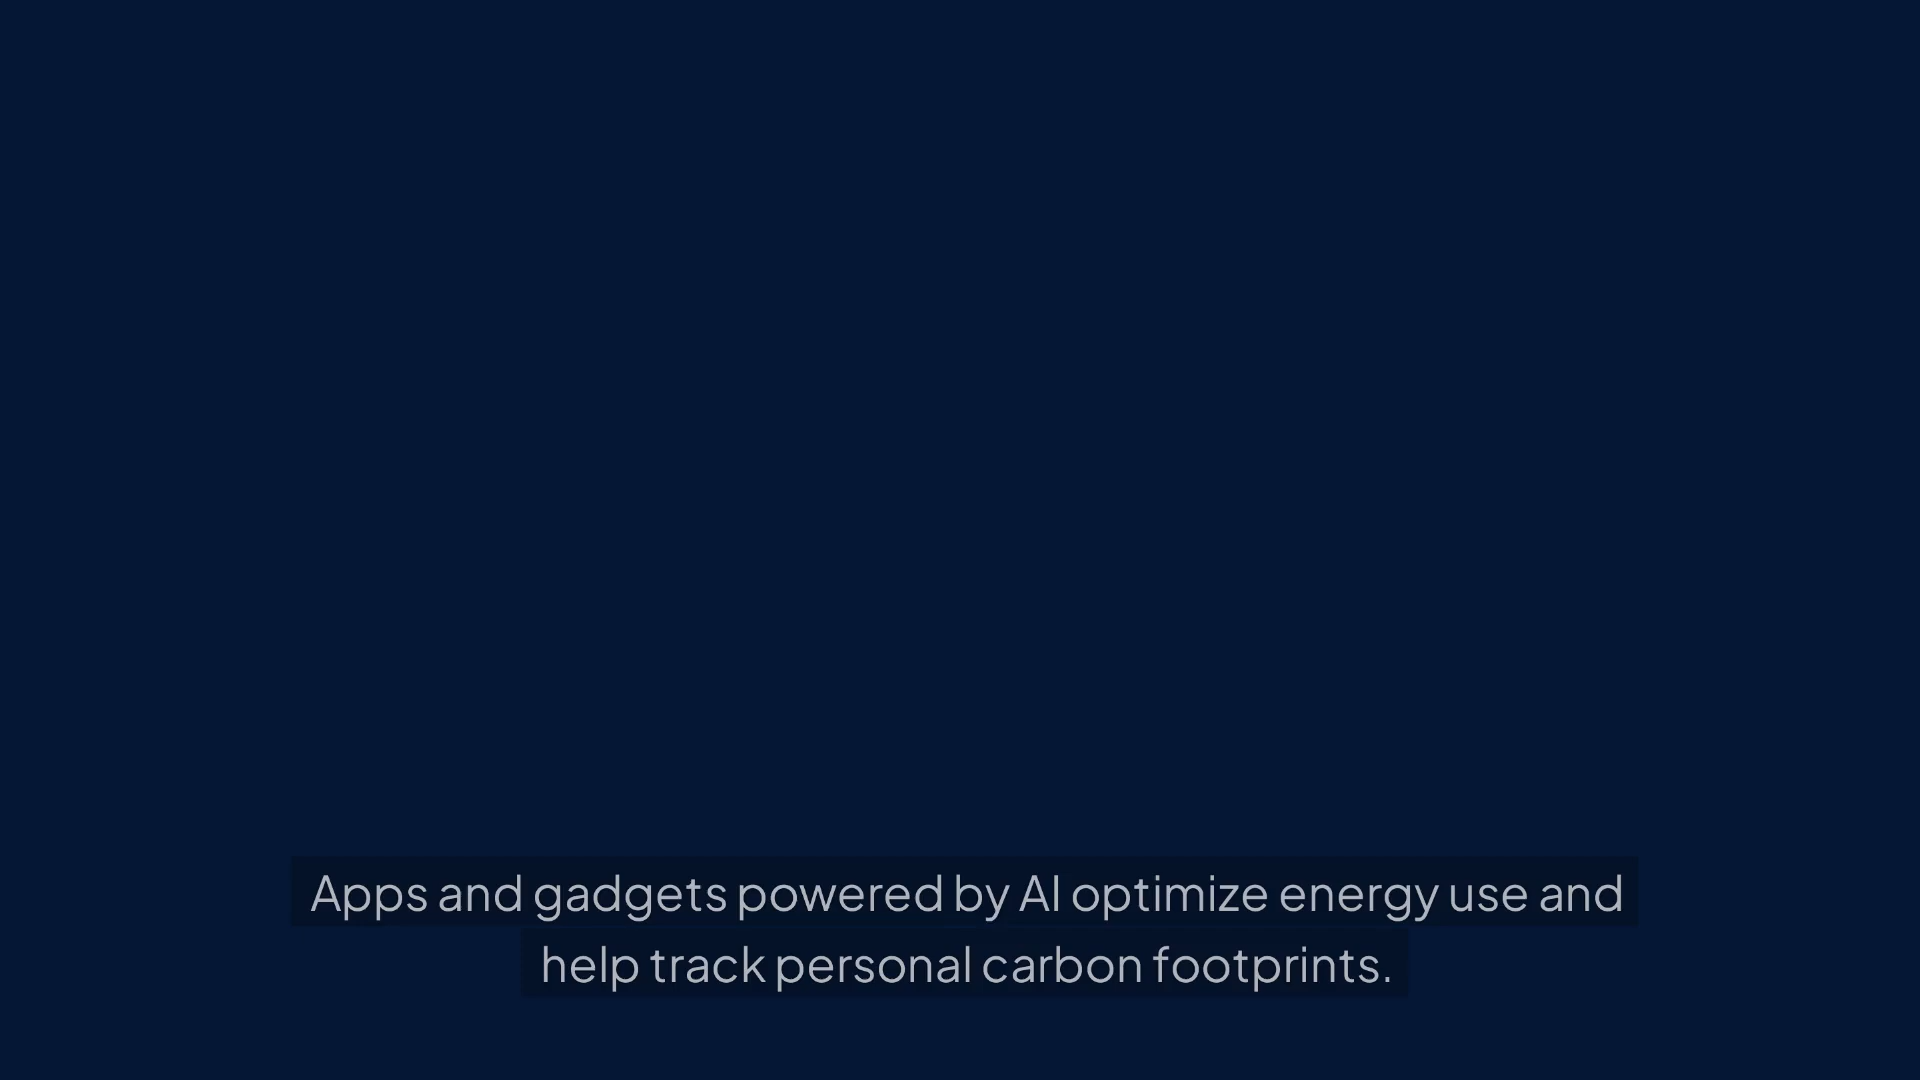 Apps and gadgets powered by AI optimize energy use and
help track personal carbon footprints.